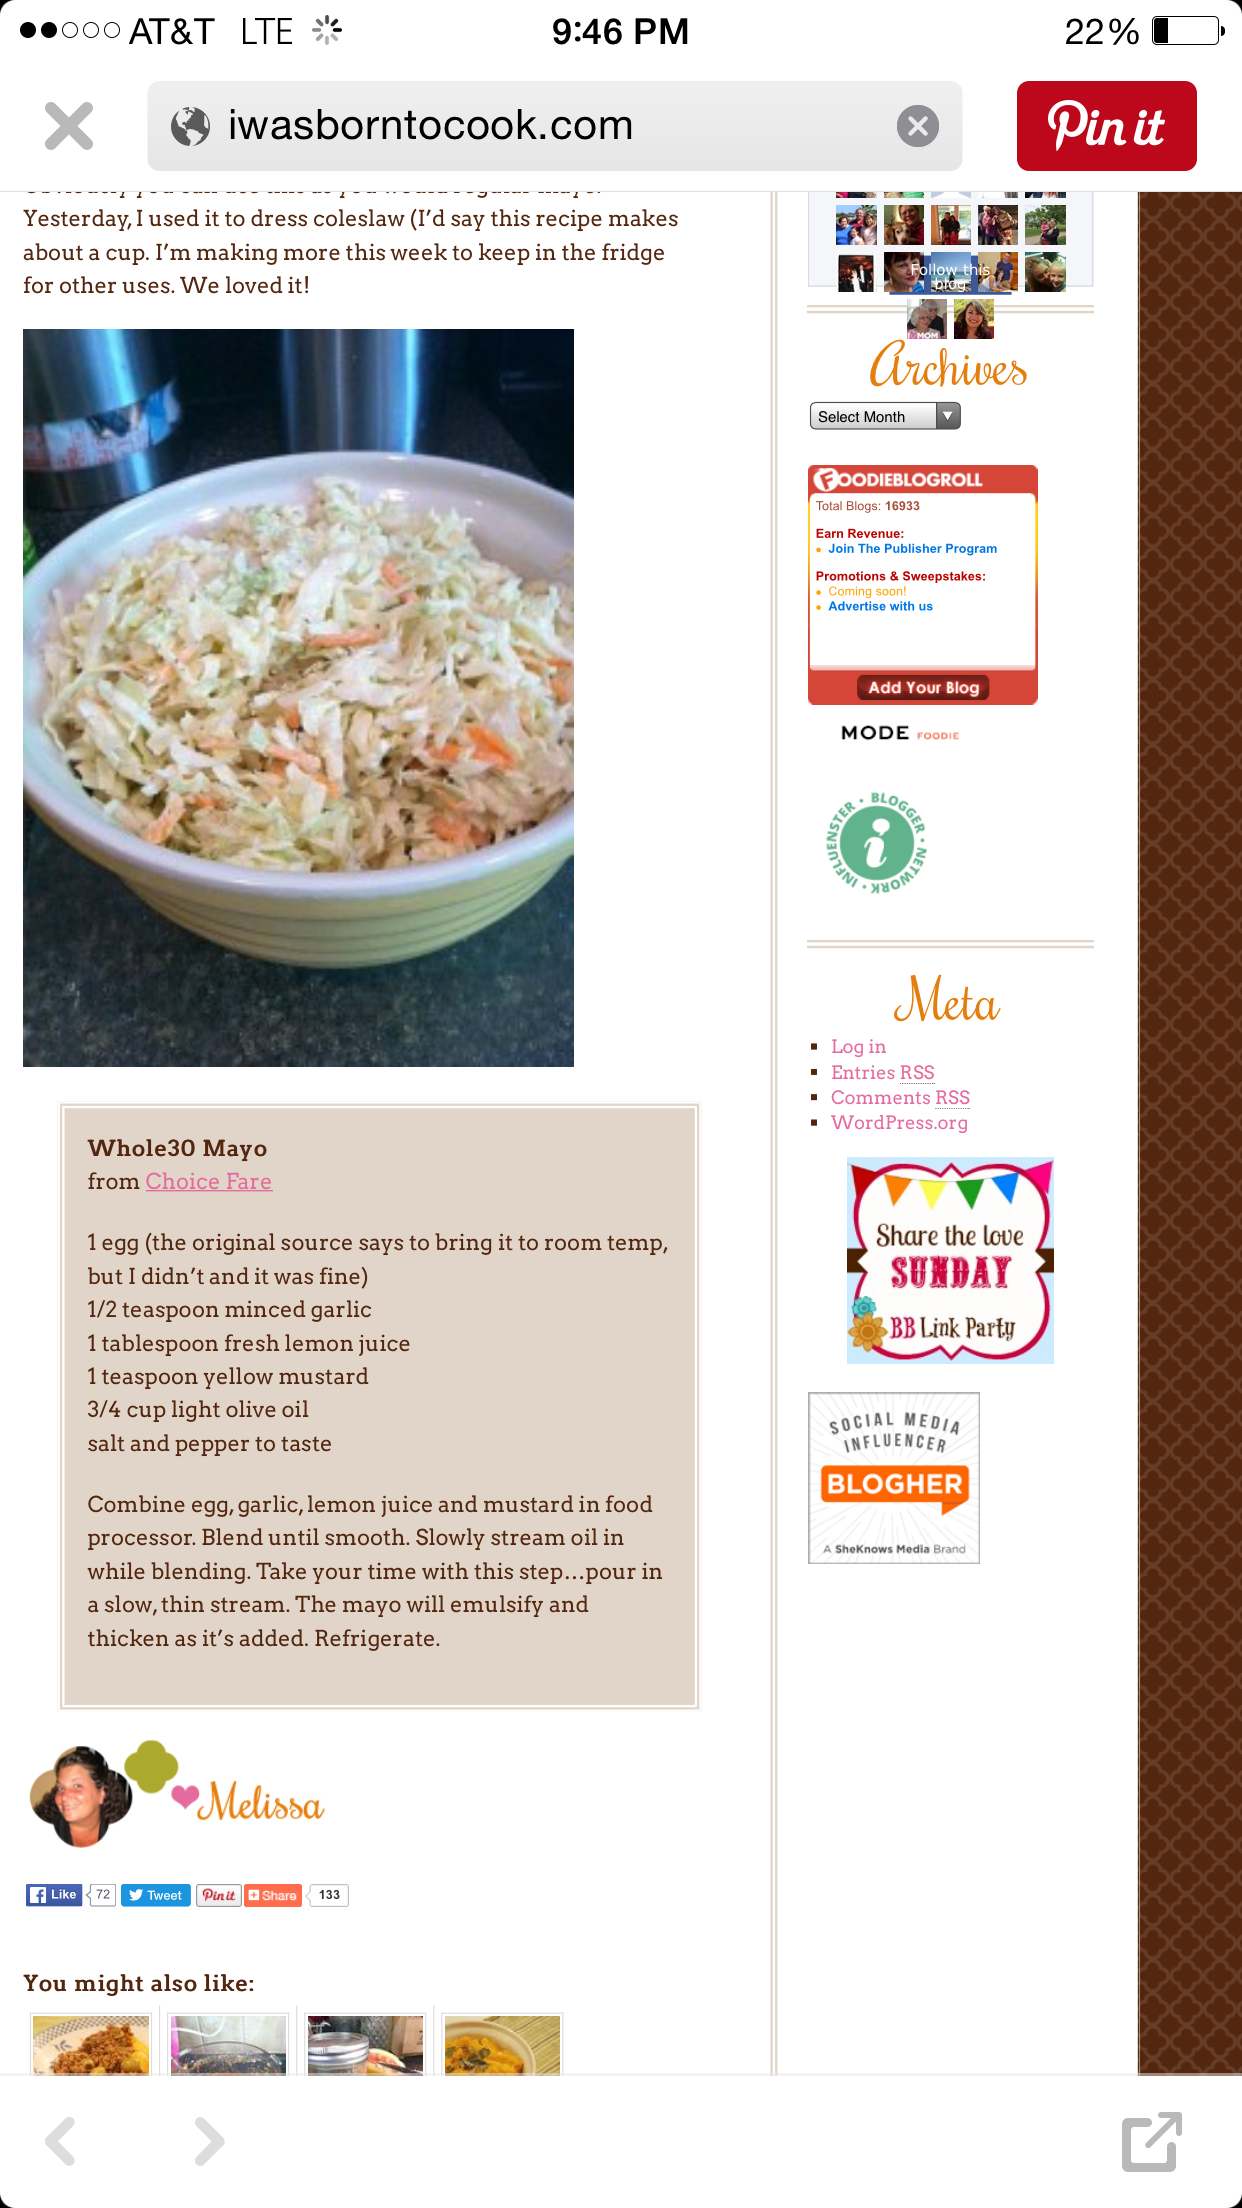 AT&T LTE 9:46 PM 22%
iwasborntocook.com
Pin it
Yesterday, I used it to dress coleslaw (I’d say this recipe makes
about a cup. I’m making more this week to keep in the fridge
for other uses. We loved it!
Whole30 Mayo
from Choice Fare
1 egg (the original source says to bring it to room temp,
but I didn’t and it was fine)
1/2 teaspoon minced garlic
1 tablespoon fresh lemon juice
1 teaspoon yellow mustard
3/4 cup light olive oil
salt and pepper to taste
Combine egg, garlic, lemon juice and mustard in food
processor. Blend until smooth. Slowly stream oil in
while blending. Take your time with this step...pour in
a slow, thin stream. The mayo will emulsify and
thicken as it’s added. Refrigerate.
Melissa
Like 72 Tweet Pin it Share 133
You might also like:
Follow this
blog
MOM
Archives
Select Month
FOODIEBLOGROLL
Total Blogs: 16933
Earn Revenue:
Join The Publisher Program
Promotions & Sweepstakes:
Coming soon!
Advertise with us
Add Your Blog
MODE FOODIE
INFLUENSTER • BLOGGER • NETWORK •
i
Meta
Log in
Entries RSS
Comments RSS
WordPress.org
Share the love
SUNDAY
BB Link Party
SOCIAL MEDIA
INFLUENCER
BLOGHER
A SheKnows Media Brand